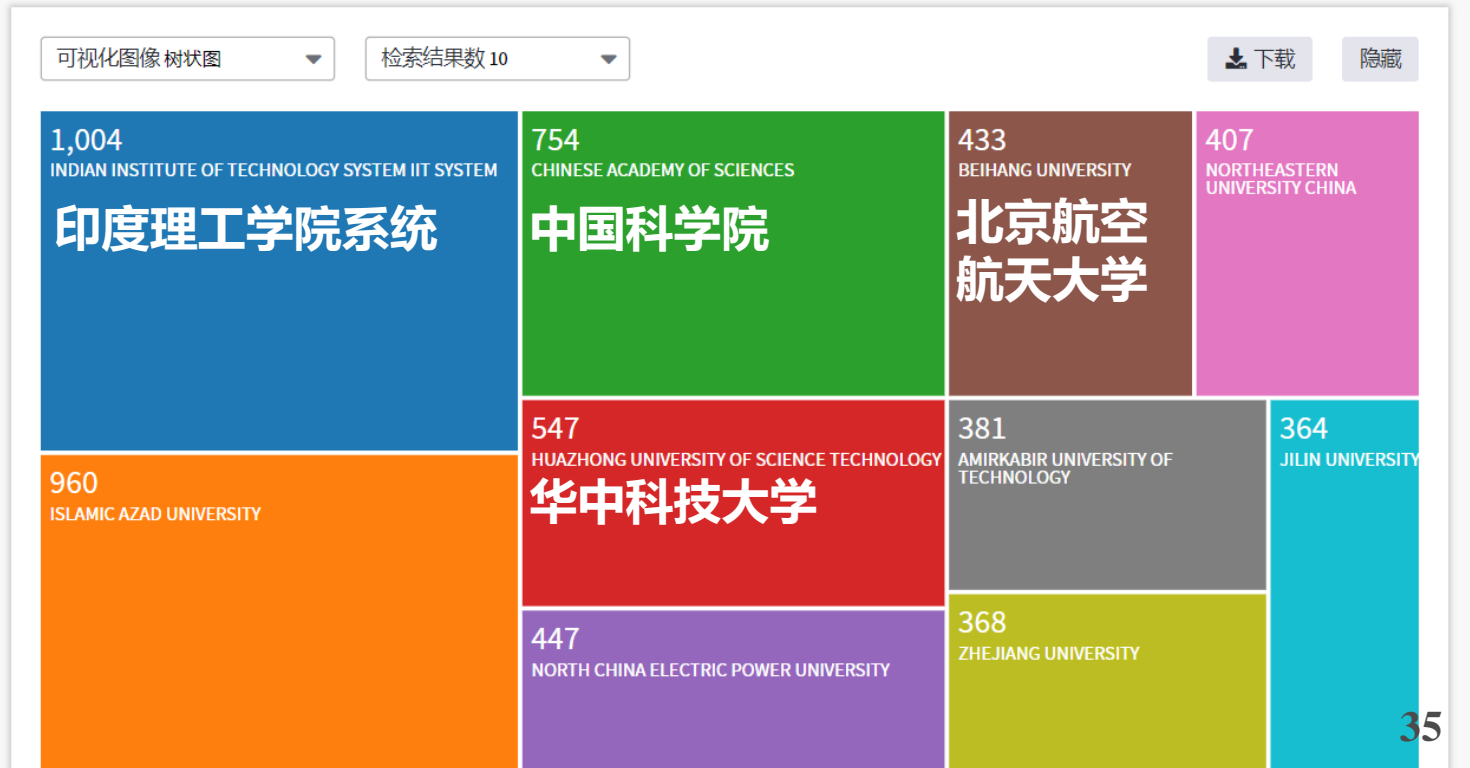 可视化图像 树状图
检索结果数 10
下载
隐藏
1,004
INDIAN INSTITUTE OF TECHNOLOGY SYSTEM IIT SYSTEM
印度理工学院系统
754
CHINESE ACADEMY OF SCIENCES
中国科学院
433
BEIHANG UNIVERSITY
北京航空
航天大学
407
NORTHEASTERN
UNIVERSITY CHINA
960
ISLAMIC AZAD UNIVERSITY
547
HUAZHONG UNIVERSITY OF SCIENCE TECHNOLOGY
华中科技大学
447
NORTH CHINA ELECTRIC POWER UNIVERSITY
381
AMIRKABIR UNIVERSITY OF
TECHNOLOGY
364
JILIN UNIVERSITY
368
ZHEJIANG UNIVERSITY
35